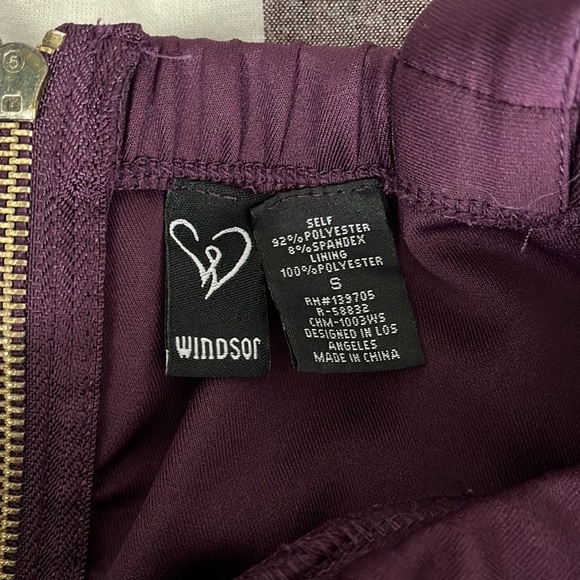 5
WINDSOR
SELF
92%POLYESTER
8%SPANDEX
LINING
100%POLYESTER
S
RN#139705
R-58832
CHM-1003WS
DESIGNED IN LOS
ANGELES
MADE IN CHINA